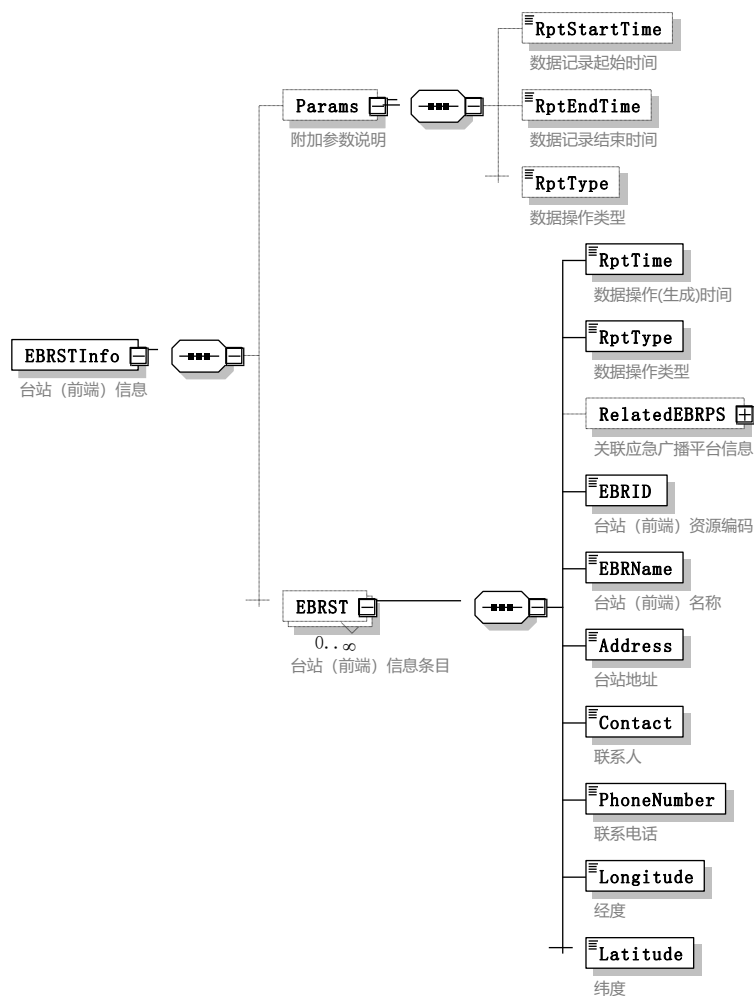 RptStartTime
数据记录起始时间
Params
附加参数说明
RptEndTime
数据记录结束时间
RptType
数据操作类型
EBRSTInfo
台站（前端）信息
RptTime
数据操作(生成)时间
RptType
数据操作类型
RelatedEBRPS
关联应急广播平台信息
EBRID
台站（前端）资源编码
EBRName
台站（前端）名称
EBRST
0..∞
台站（前端）信息条目
Address
台站地址
Contact
联系人
PhoneNumber
联系电话
Longitude
经度
Latitude
纬度